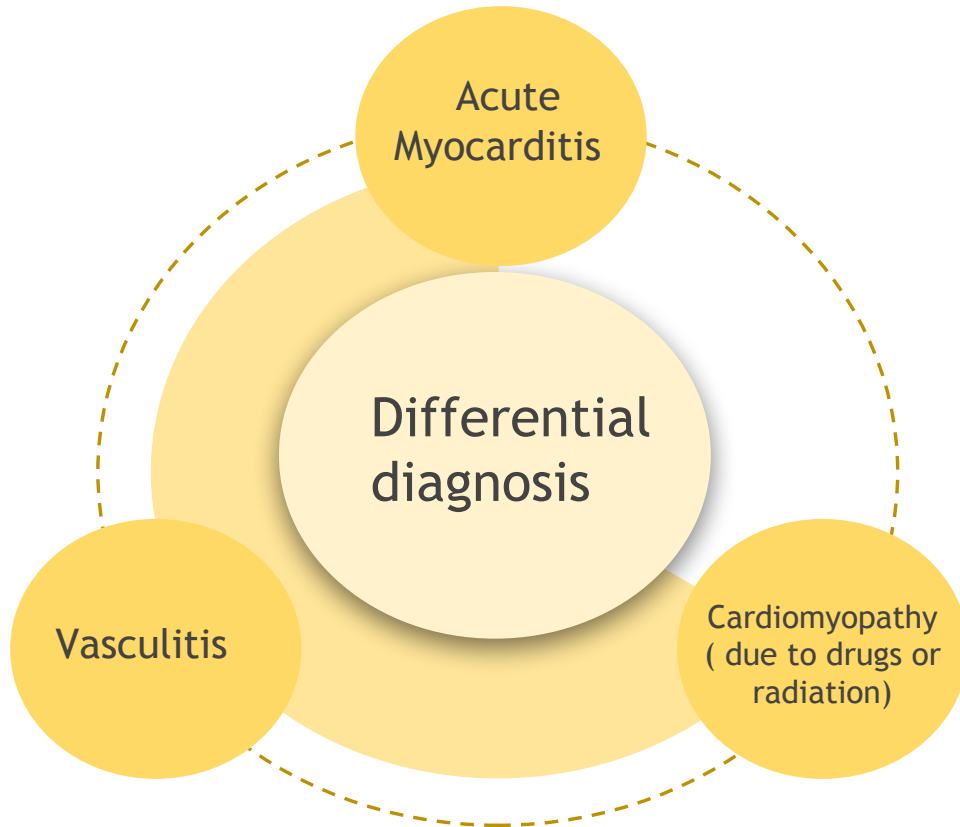 Acute
Myocarditis
Differential
diagnosis
Vasculitis
Cardiomyopathy
( due to drugs or
radiation)